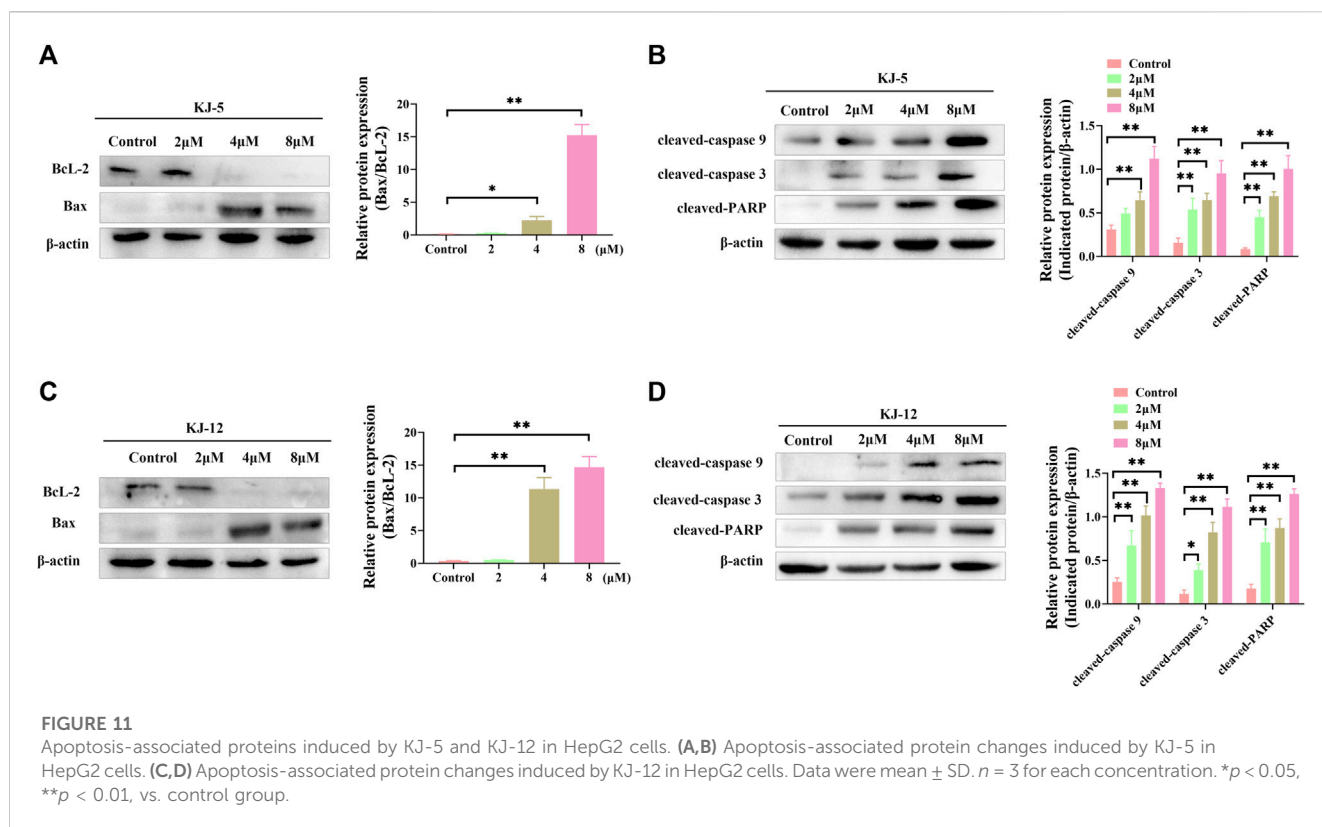 A
KJ-5
Control 2μM 4μM 8μM
BcL-2
Bax
β-actin
Relative protein expression
(Bax/BcL-2)
20
15
10
5
0
*
**
Control 2 4 8 (μM)
B
KJ-5
Control 2μM 4μM 8μM
cleaved-caspase 9
cleaved-caspase 3
cleaved-PARP
β-actin
Control
2μM
4μM
8μM
Relative protein expression
(Indicated protein/β-actin)
1.5
1.0
0.5
0.0
** **
** ** **
** ** **
cleaved-caspase 9
cleaved-caspase 3
cleaved-PARP
C
KJ-12
Control 2μM 4μM 8μM
BcL-2
Bax
β-actin
Relative protein expression
(Bax/BcL-2)
20
15
10
5
0
**
**
Control 2 4 8 (μM)
D
KJ-12
Control 2μM 4μM 8μM
cleaved-caspase 9
cleaved-caspase 3
cleaved-PARP
β-actin
Control
2μM
4μM
8μM
Relative protein expression
(Indicated protein/β-actin)
1.5
1.0
0.5
0.0
** ** **
* ** **
** ** **
cleaved-caspase 9
cleaved-caspase 3
cleaved-PARP
FIGURE 11
Apoptosis-associated proteins induced by KJ-5 and KJ-12 in HepG2 cells. (A,B) Apoptosis-associated protein changes induced by KJ-5 in
HepG2 cells. (C,D) Apoptosis-associated protein changes induced by KJ-12 in HepG2 cells. Data were mean ± SD. n = 3 for each concentration. *p < 0.05,
**p < 0.01, vs. control group.